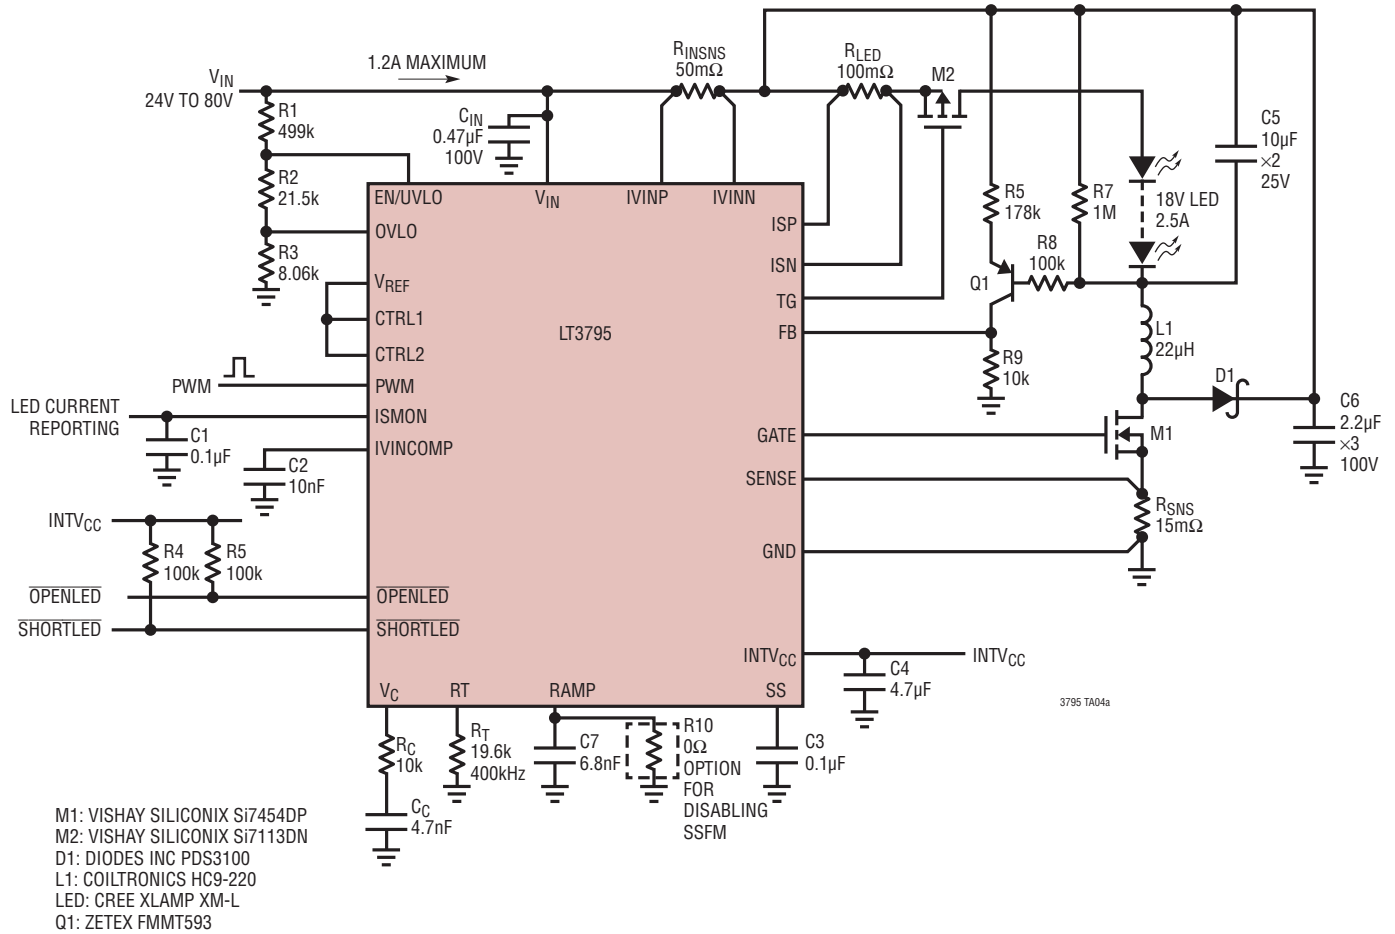 VIN
24V TO 80V
1.2A MAXIMUM
RINSNS
50mΩ
RLED
100mΩ
M2
R1
499k
CIN
0.47µF
100V
C5
10µF
×2
25V
R2
21.5k
EN/UVLO
VIN
IVINP
IVINN
R5
178k
R7
1M
18V LED
2.5A
ISP
OVLO
R3
8.06k
ISN
R8
100k
Q1
VREF
TG
CTRL1
LT3795
FB
L1
22µH
CTRL2
R9
10k
PWM
PWM
D1
LED CURRENT
REPORTING
ISMON
C6
2.2µF
×3
100V
C1
0.1µF
GATE
M1
IVINCOMP
C2
10nF
SENSE
RSNS
15mΩ
INTVCC
R4
100k
R5
100k
GND
OPENLED
OPENLED
SHORTLED
SHORTLED
INTVCC
INTVCC
C4
4.7µF
VC
RT
RAMP
SS
3795 TA04a
RC
10k
RT
19.6k
400kHz
C7
6.8nF
R10
0Ω
OPTION
FOR
DISABLING
SSFM
C3
0.1µF
CC
4.7nF
M1: VISHAY SILICONIX Si7454DP
M2: VISHAY SILICONIX Si7113DN
D1: DIODES INC PDS3100
L1: COILTRONICS HC9-220
LED: CREE XLAMP XM-L
Q1: ZETEX FMMT593